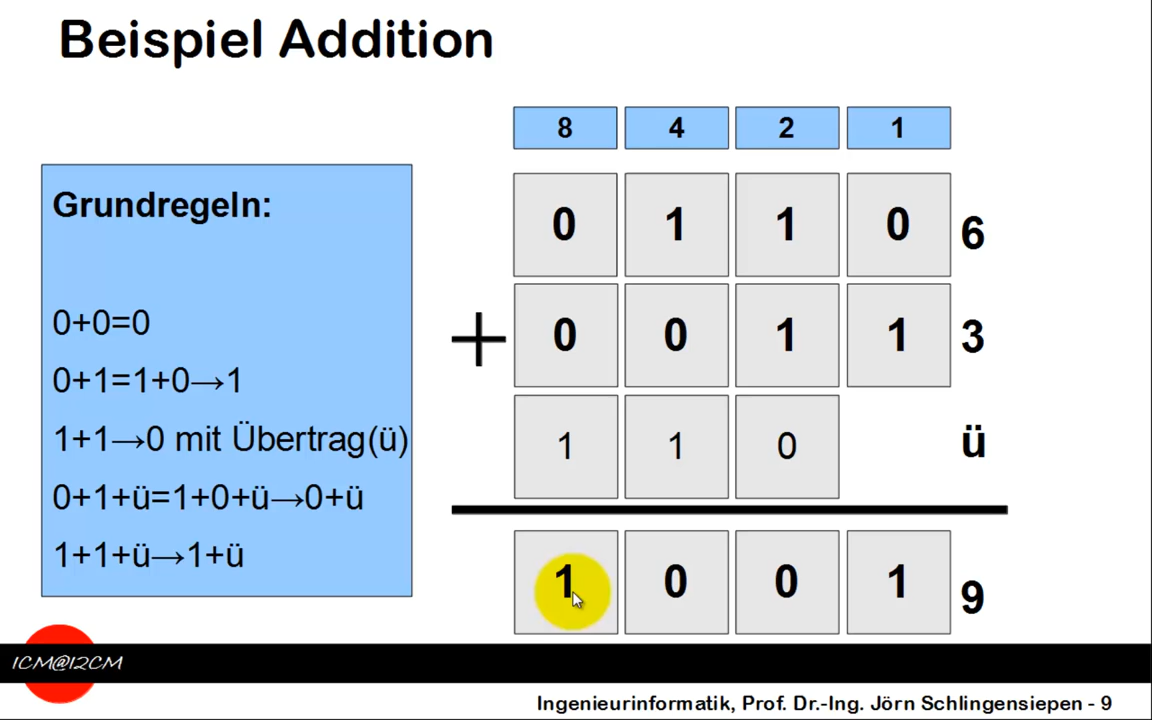 Beispiel Addition
8 4 2 1
Grundregeln:
0+0=0
0+1=1+0→1
1+1→0 mit Übertrag(ü)
0+1+ü=1+0+ü→0+ü
1+1+ü→1+ü
0 1 1 0 6
+ 0 0 1 1 3
1 1 0 ü
1 0 0 1 9
1CM@12CM
Ingenieurinformatik, Prof. Dr.-Ing. Jörn Schlingensiepen - 9